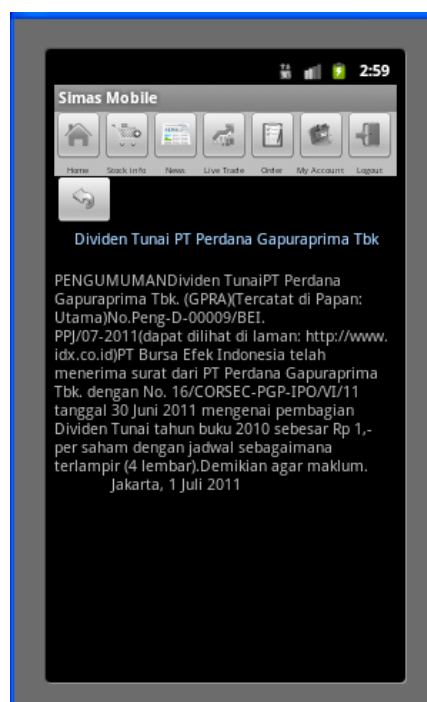 2:59
Simas Mobile
Home Stock info News Live Trade Order My Account Logout
Dividen Tunai PT Perdana Gapuraprima Tbk
PENGUMUMANDividen TunaiPT Perdana
Gapuraprima Tbk. (GPRA)(Tercatat di Papan:
Utama)No.Peng-D-00009/BEI.
PPJ/07-2011(dapat dilihat di laman: http://www.
idx.co.id)PT Bursa Efek Indonesia telah
menerima surat dari PT Perdana Gapuraprima
Tbk. dengan No. 16/CORSEC-PGP-IPO/VI/11
tanggal 30 Juni 2011 mengenai pembagian
Dividen Tunai tahun buku 2010 sebesar Rp 1,-
per saham dengan jadwal sebagaimana
terlampir (4 lembar).Demikian agar maklum.
Jakarta, 1 Juli 2011